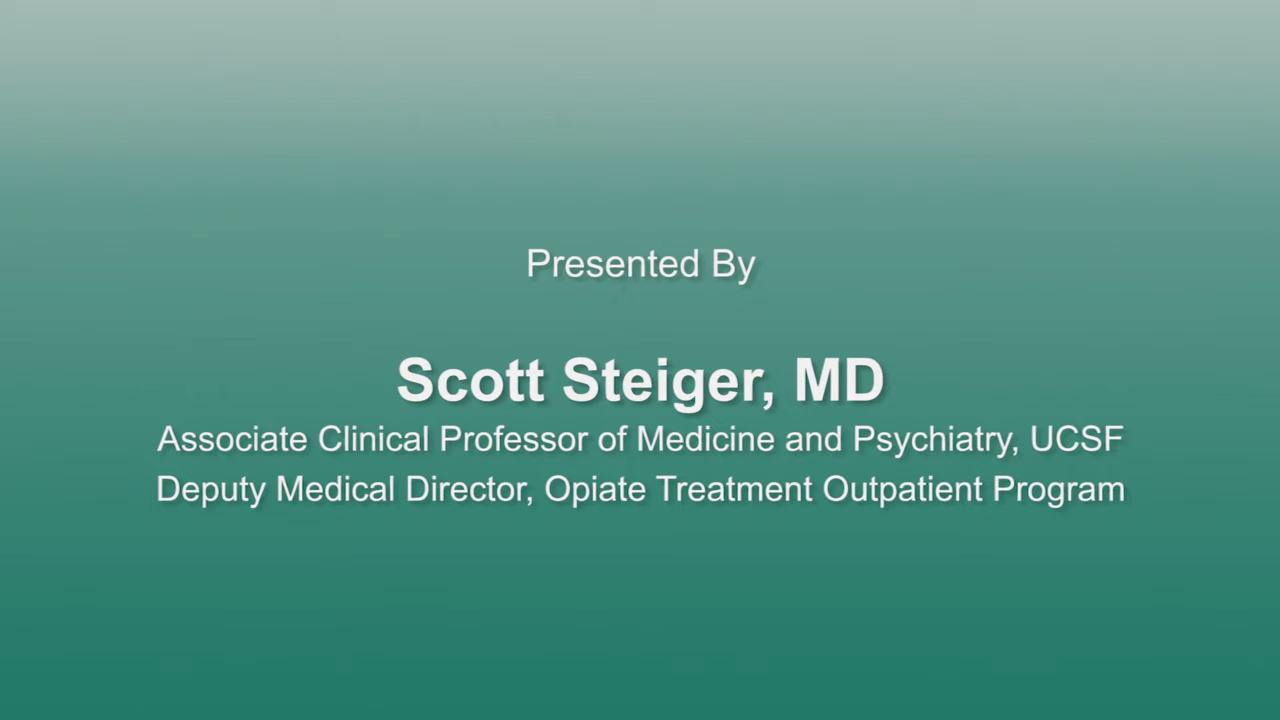 Presented By
Scott Steiger, MD
Associate Clinical Professor of Medicine and Psychiatry, UCSF
Deputy Medical Director, Opiate Treatment Outpatient Program